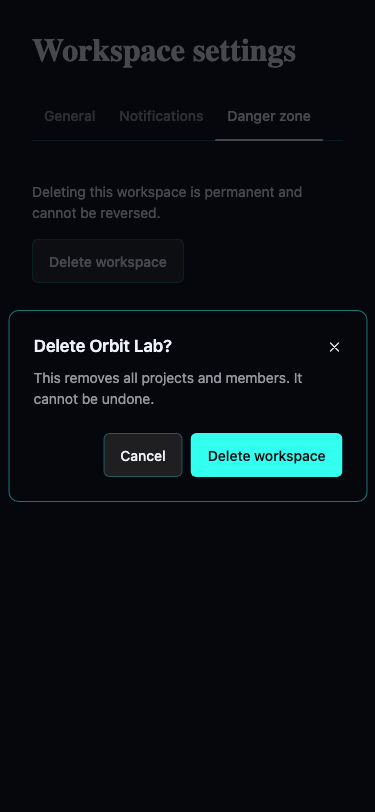 Workspace settings
General Notifications Danger zone
Deleting this workspace is permanent and
cannot be reversed.
Delete workspace
Delete Orbit Lab?
This removes all projects and members. It
cannot be undone.
Cancel Delete workspace